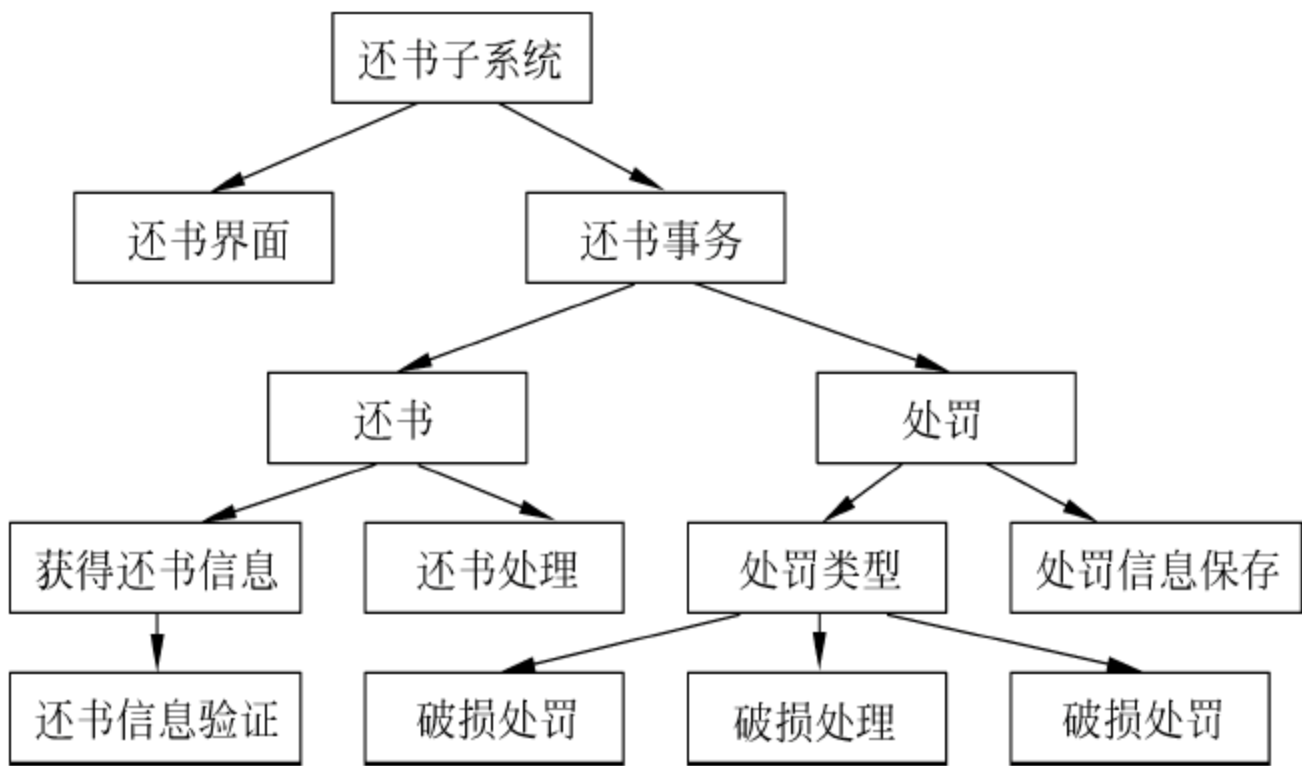 还书子系统
还书界面
还书事务
还书
处罚
获得还书信息
还书处理
处罚类型
处罚信息保存
还书信息验证
破损处罚
破损处理
破损处罚